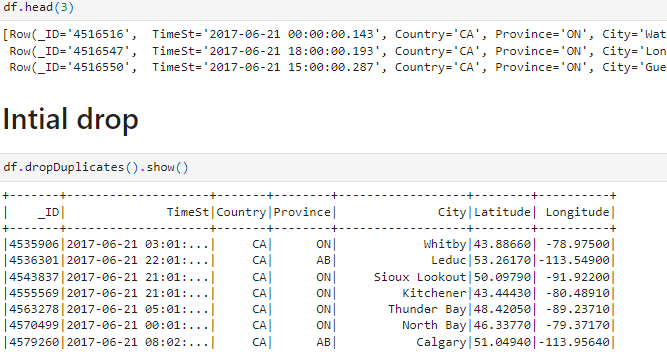 df.head(3)
[Row(_ID='4516516',  TimeSt='2017-06-21 00:00:00.143', Country='CA', Province='ON', City='Wat
 Row(_ID='4516547',  TimeSt='2017-06-21 18:00:00.193', Country='CA', Province='ON', City='Lon
 Row(_ID='4516550',  TimeSt='2017-06-21 15:00:00.287', Country='CA', Province='ON', City='Gue
Intial drop
df.dropDuplicates().show()
+-------+--------------------+-------+--------+------------------+--------+----------+
|    _ID|              TimeSt|Country|Province|              City|Latitude| Longitude|
+-------+--------------------+-------+--------+------------------+--------+----------+
|4535906|2017-06-21 03:01:...|     CA|      ON|            Whitby|43.88660| -78.97500|
|4536301|2017-06-21 22:01:...|     CA|      AB|             Leduc|53.26170|-113.54900|
|4543837|2017-06-21 21:01:...|     CA|      ON|     Sioux Lookout|50.09790| -91.92200|
|4555569|2017-06-21 21:01:...|     CA|      ON|         Kitchener|43.44430| -80.48910|
|4563278|2017-06-21 05:01:...|     CA|      ON|       Thunder Bay|48.42050| -89.23710|
|4570499|2017-06-21 00:01:...|     CA|      ON|         North Bay|46.33770| -79.37170|
|4579260|2017-06-21 08:02:...|     CA|      AB|           Calgary|51.04940|-113.95640|